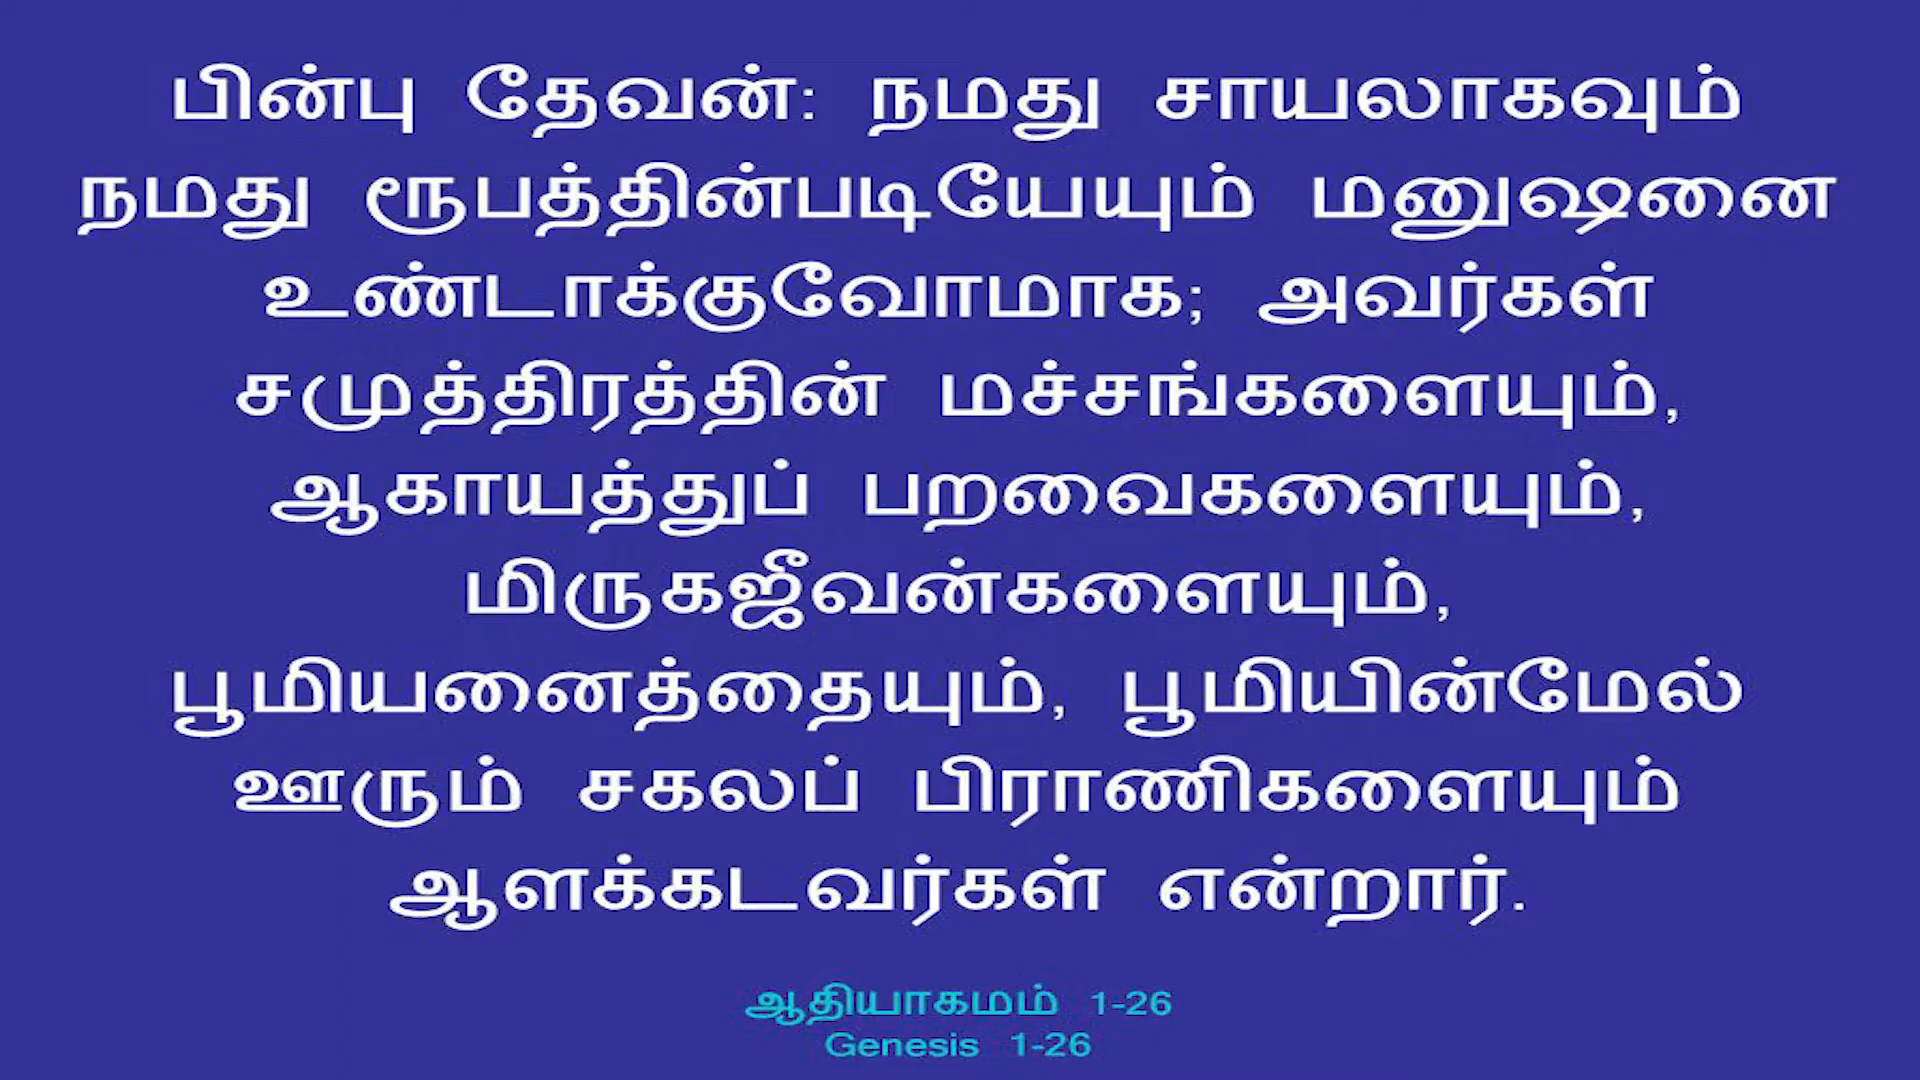 பின்பு தேவன்: நமது சாயலாகவும்
நமது ரூபத்தின்படியேயும் மனுஷனை
உண்டாக்குவோமாக; அவர்கள்
சமுத்திரத்தின் மச்சங்களையும்,
ஆகாயத்துப் பறவைகளையும்,
மிருகஜீவன்களையும்,
பூமியனைத்தையும், பூமியின்மேல்
ஊரும் சகலப் பிராணிகளையும்
ஆளக்கடவர்கள் என்றார்.
ஆதியாகமம் 1-26
Genesis 1-26